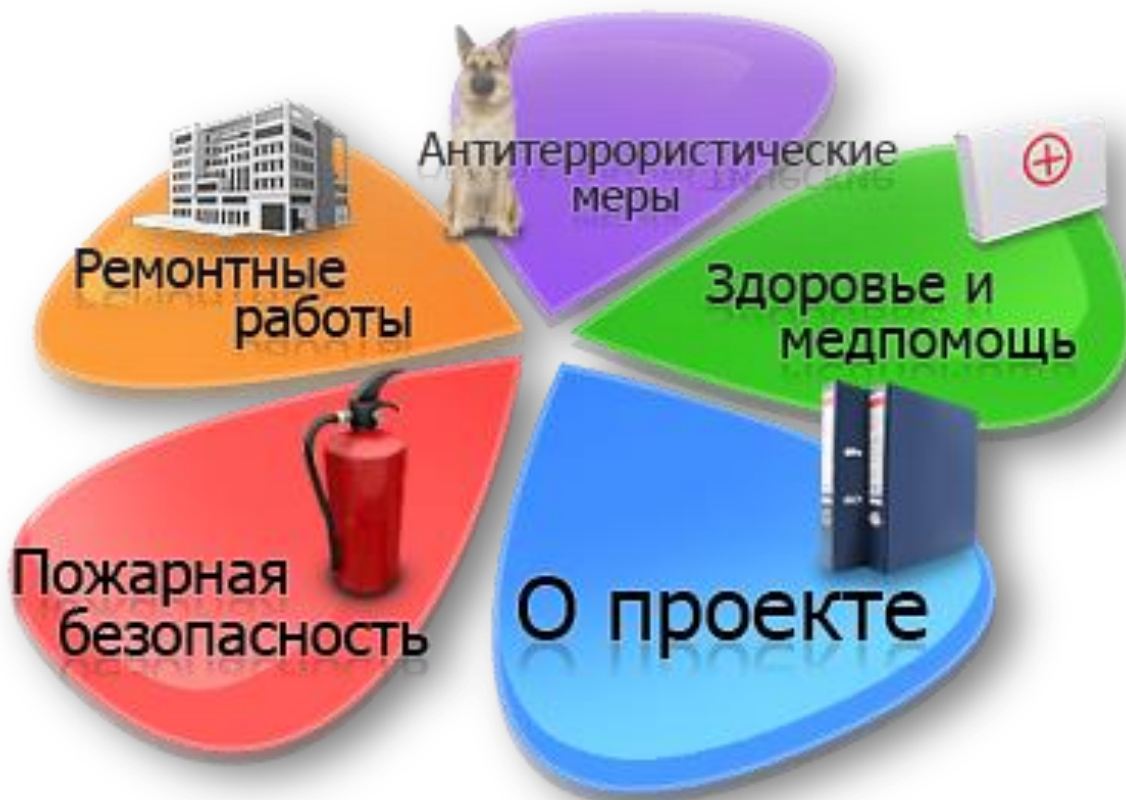 Антитеррористические
меры
Ремонтные
работы
Здоровье и
медпомощь
Пожарная
безопасность
О проекте